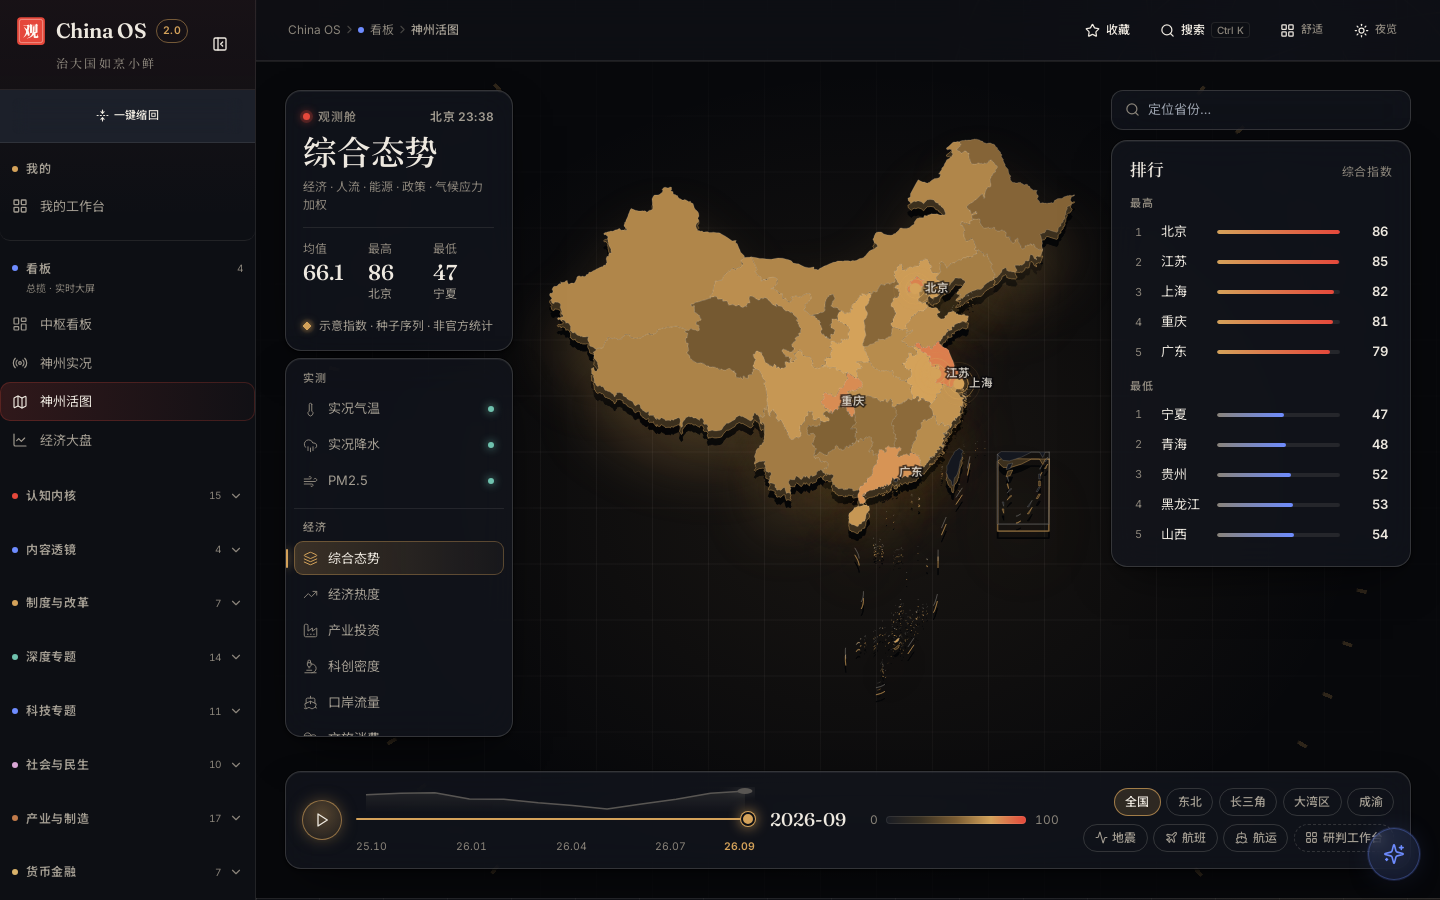 观 China OS 2.0
治大国如烹小鲜
一键缩回
我的
我的工作台
看板 4
总揽 · 实时大屏
中枢看板
神州实况
神州活图
经济大盘
认知内核 15
内容透镜 4
制度与改革 7
深度专题 14
科技专题 11
社会与民生 10
产业与制造 17
货币金融 7
China OS > 看板 > 神州活图
收藏 搜索 Ctrl K 舒适 夜览
观测舱 北京 23:38
综合态势
经济 · 人流 · 能源 · 政策 · 气候应力
加权
均值 最高 最低
66.1 86 47
北京 宁夏
示意指数 · 种子序列 · 非官方统计
实测
实况气温
实况降水
PM2.5
经济
综合态势
经济热度
产业投资
科创密度
口岸流量
北京
江苏
上海
重庆
广东
定位省份...
排行 综合指数
最高
1 北京 86
2 江苏 85
3 上海 82
4 重庆 81
5 广东 79
最低
1 宁夏 47
2 青海 48
3 贵州 52
4 黑龙江 53
5 山西 54
25.10 26.01 26.04 26.07 26.09
2026-09
0 100
全国 东北 长三角 大湾区 成渝
地震 航班 航运 研判工作台